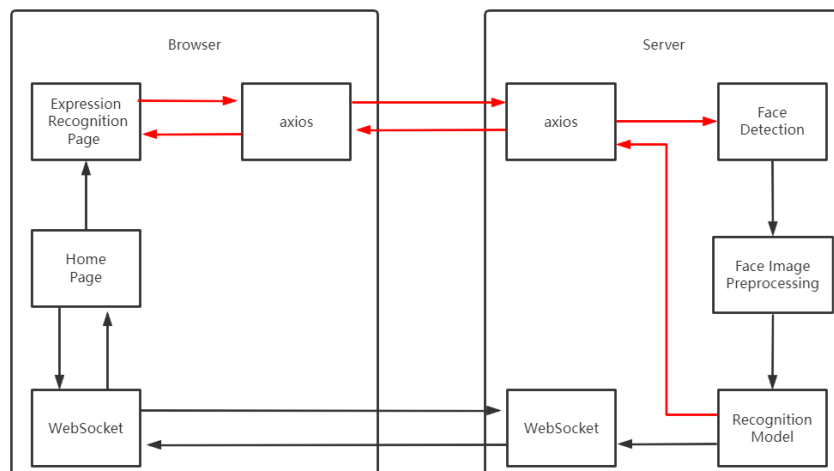 Browser
Server
Expression
Recognition
Page
axios
axios
Face
Detection
Home
Page
Face Image
Preprocessing
WebSocket
WebSocket
Recognition
Model